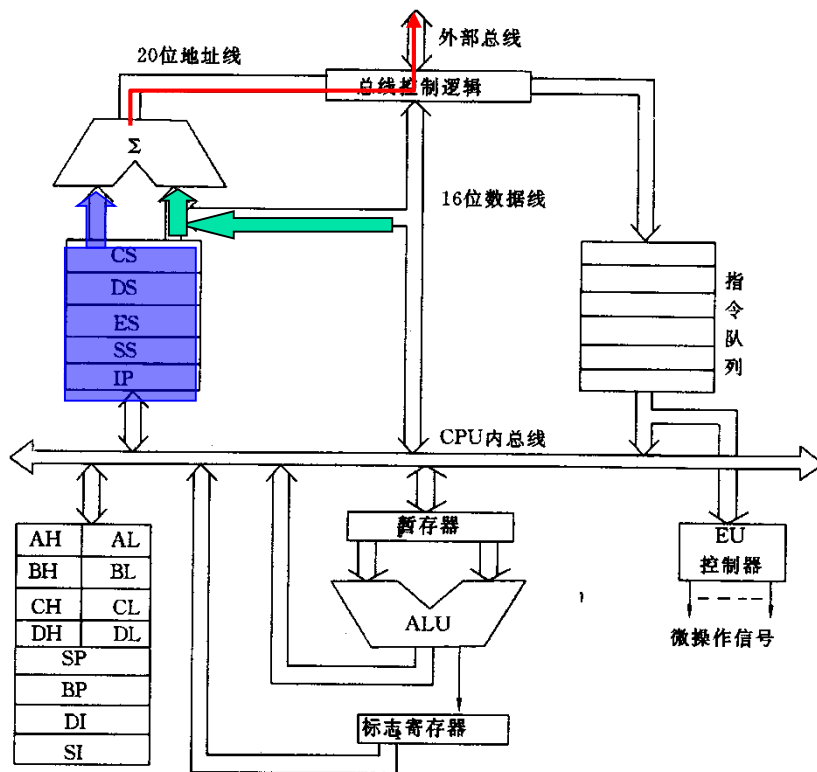 外部总线
20位地址线
总线控制逻辑
Σ
16位数据线
CS
DS
ES
SS
IP
指令队列
CPU内总线
暂存器
AH AL
BH BL
CH CL
DH DL
SP
BP
DI
SI
ALU
EU
控制器
微操作信号
标志寄存器